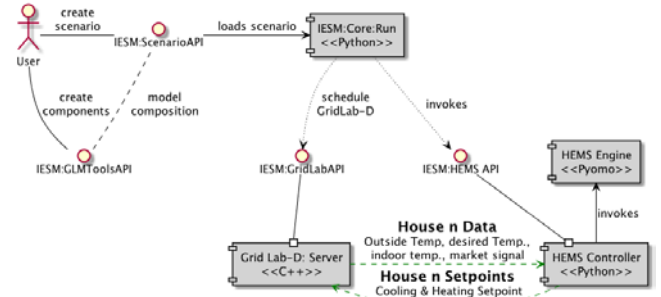 create
scenario
loads scenario
IESM:Core:Run
<<Python>>
IESM:ScenarioAPI
User
create
components
model
composition
schedule
GridLab-D
invokes
IESM:GLMToolsAPI
IESM:GridLabAPI
IESM:HEMS API
HEMS Engine
<<Pyomo>>
invokes
House n Data
Outside Temp, desired Temp.,
indoor temp., market signal
Grid Lab-D: Server
<<C++>>
HEMS Controller
<<Python>>
House n Setpoints
Cooling & Heating Setpoint